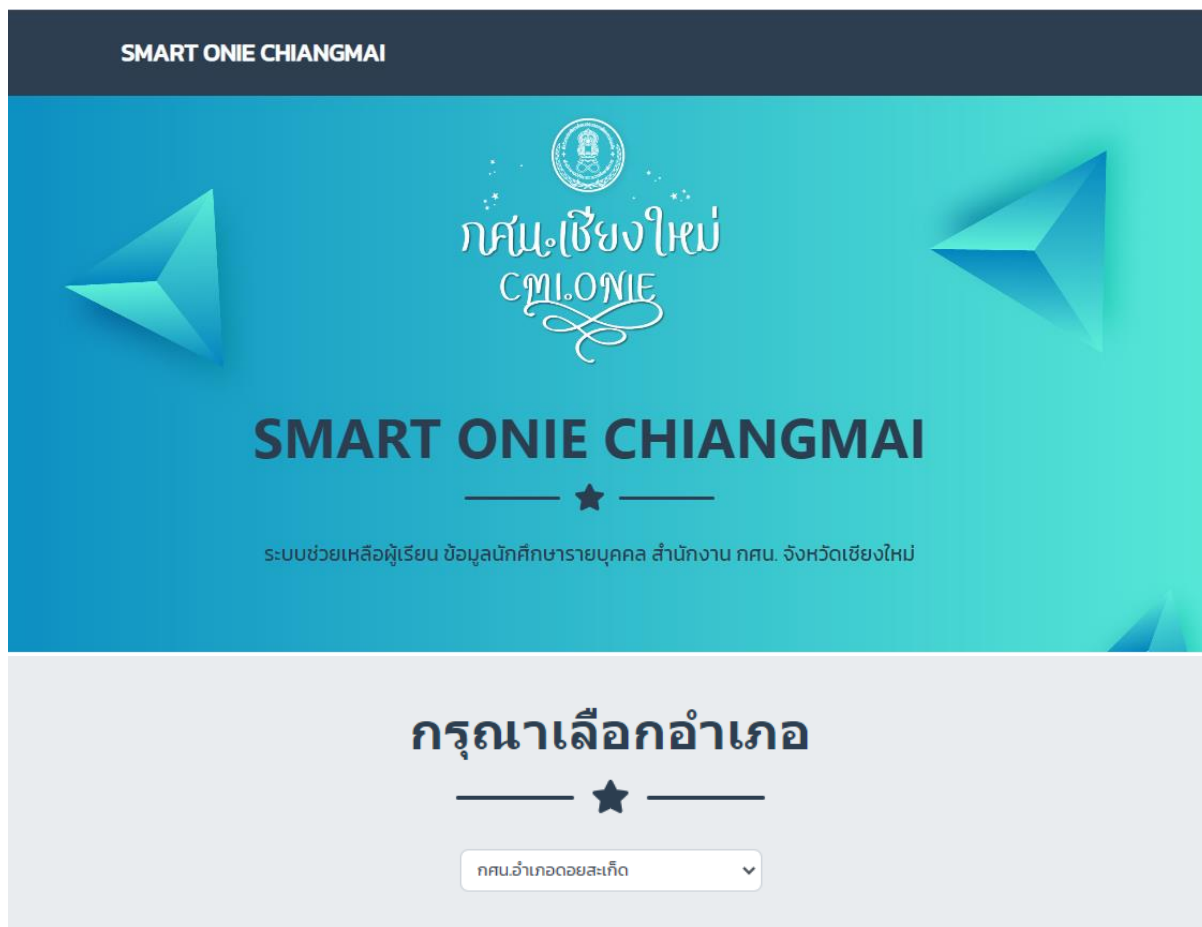 SMART ONIE CHIANGMAI
กศน.เชียงใหม่
CMI.ONIE
SMART ONIE CHIANGMAI
ระบบช่วยเหลือผู้เรียน ข้อมูลนักศึกษารายบุคคล สำนักงาน กศน. จังหวัดเชียงใหม่
กรุณาเลือกอำเภอ
กศน.อำเภอดอยสะเก็ด